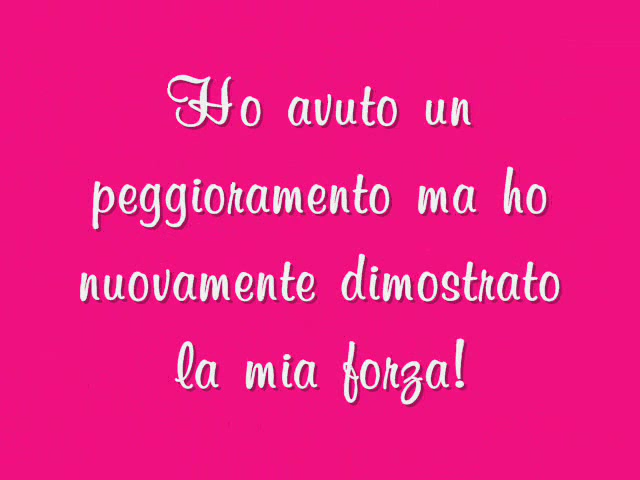 Ho avuto un
peggioramento ma ho
nuovamente dimostrato
la mia forza!